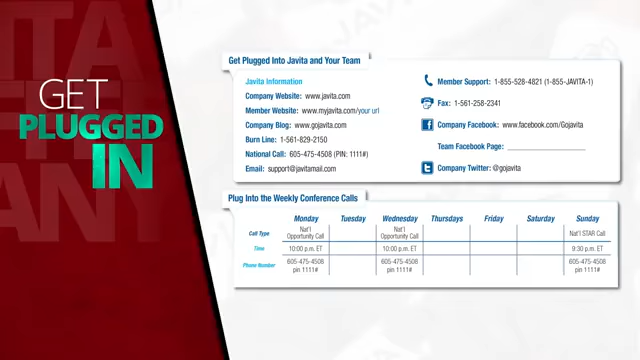 GET
PLUGGED
IN
Get Plugged Into Javita and Your Team
Javita Information
Company Website: www.javita.com
Member Website: www.myjavita.com/your url
Company Blog: www.gojavita.com
Burn Line: 1-561-829-2150
National Call: 605-475-4508 (PIN: 1111#)
Email: support@javitamail.com
Member Support: 1-855-528-4821 (1-855-JAVITA-1)
Fax: 1-561-258-2341
Company Facebook: www.facebook.com/Gojavita
Team Facebook Page:
Company Twitter: @gojavita
Plug Into the Weekly Conference Calls
Monday Tuesday Wednesday Thursdays Friday Saturday Sunday
Call Type Nat'l Opportunity Call Nat'l Opportunity Call Nat'l STAR Call
Time 10:00 p.m. ET 10:00 p.m. ET 9:30 p.m. ET
Phone Number 605-475-4508 pin 1111# 605-475-4508 pin 1111# 605-475-4508 pin 1111#